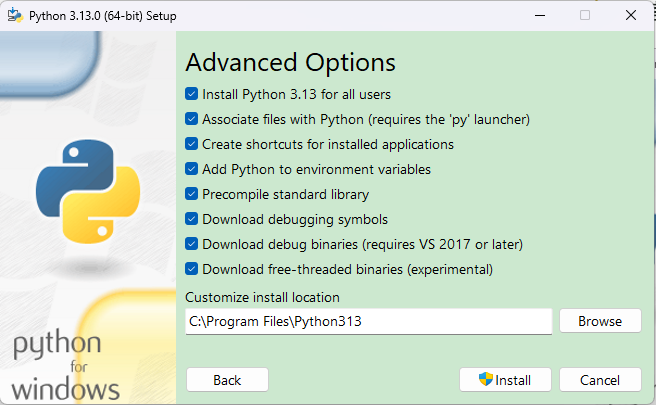 Python 3.13.0 (64-bit) Setup
Advanced Options
Install Python 3.13 for all users
Associate files with Python (requires the 'py' launcher)
Create shortcuts for installed applications
Add Python to environment variables
Precompile standard library
Download debugging symbols
Download debug binaries (requires VS 2017 or later)
Download free-threaded binaries (experimental)
Customize install location
C:\Program Files\Python313
Browse
python
for
windows
Back
Install
Cancel